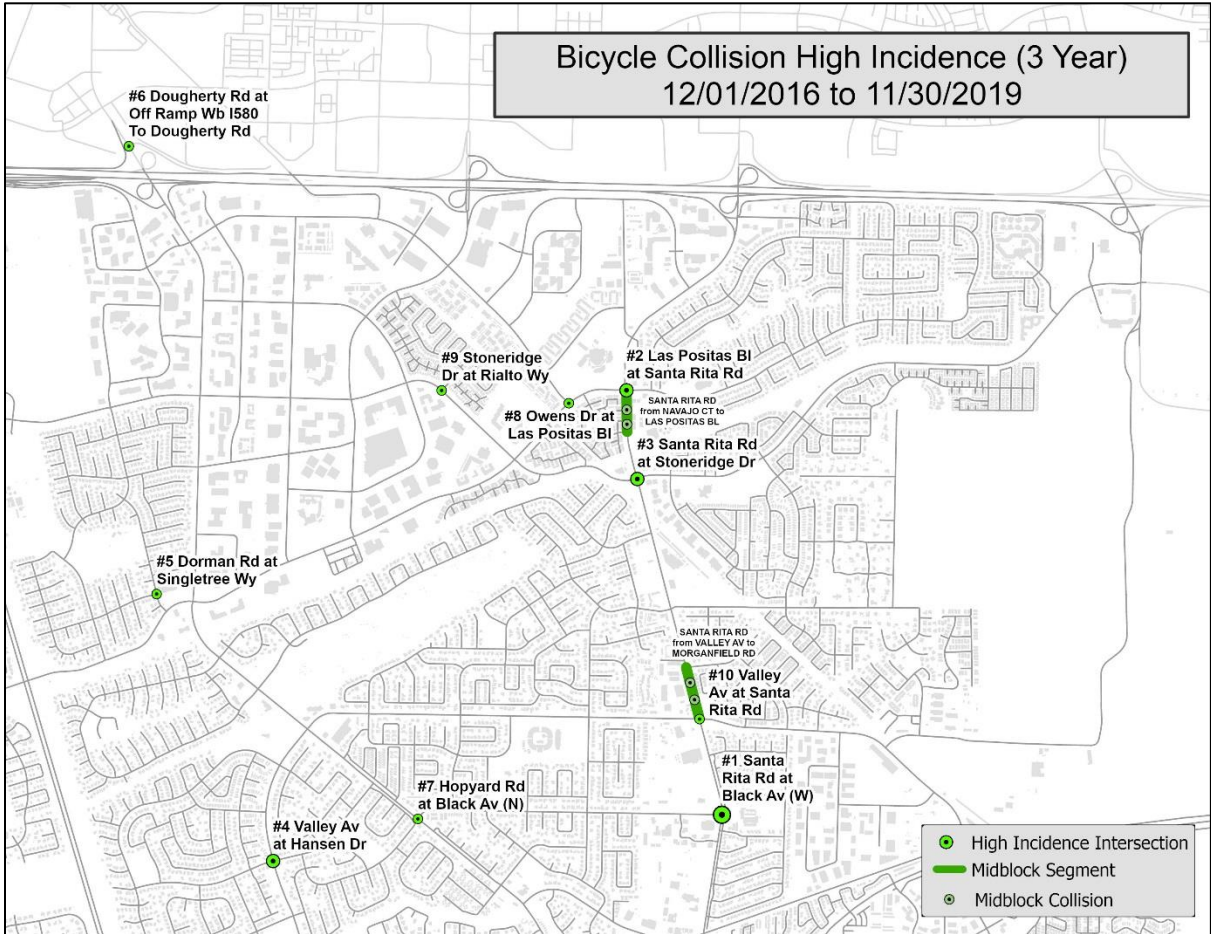 Bicycle Collision High Incidence (3 Year)
12/01/2016 to 11/30/2019
#6 Dougherty Rd at
Off Ramp Wb I580
To Dougherty Rd
#9 Stoneridge
Dr at Rialto Wy
#2 Las Positas Bl
at Santa Rita Rd
SANTA RITA RD
from NAVAJO CT to
LAS POSITAS BL
#8 Owens Dr at
Las Positas Bl
#3 Santa Rita Rd
at Stoneridge Dr
#5 Dorman Rd at
Singletree Wy
SANTA RITA RD
from VALLEY AV to
MORGANFIELD RD
#10 Valley
Av at Santa
Rita Rd
#1 Santa
Rita Rd at
Black Av (W)
#7 Hopyard Rd
at Black Av (N)
#4 Valley Av
at Hansen Dr
High Incidence Intersection
Midblock Segment
Midblock Collision